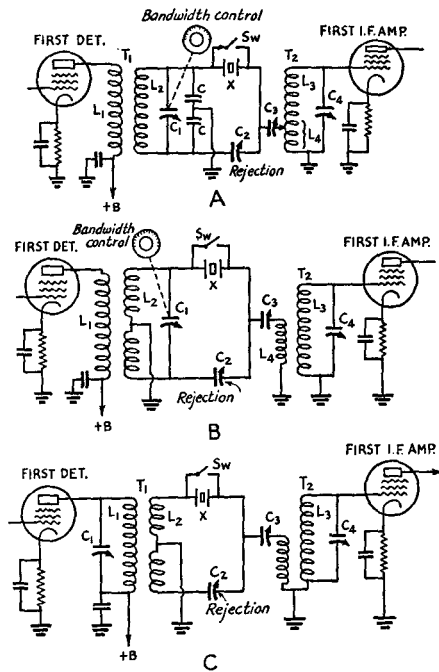 Bandwidth control
FIRST DET.
T1
Sw
T2
FIRST I.F. AMP.
L1
L2
C1
C
C
X
C3
L3
C4
L4
C2
Rejection
+B
A
Bandwidth
control
FIRST DET.
Sw
FIRST I.F. AMP.
L1
L2
C1
X
T2
C3
L3
C4
L4
C2
Rejection
+B
B
FIRST DET.
T1
Sw
T2
FIRST I.F. AMP.
C1
L1
L2
X
C3
L3
C4
C2
Rejection
+B
C